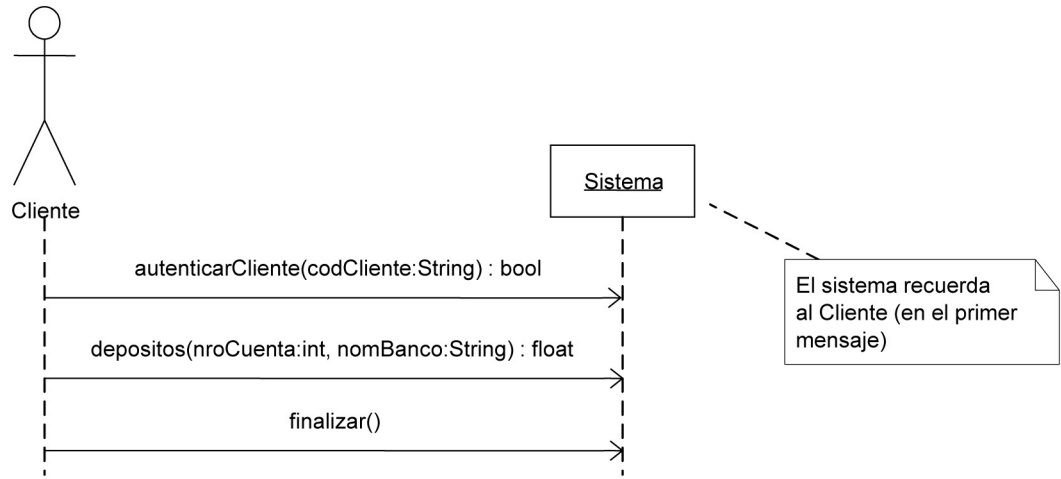 Cliente
Sistema
autenticarCliente(codCliente:String) : bool
El sistema recuerda
al Cliente (en el primer
mensaje)
depositos(nroCuenta:int, nomBanco:String) : float
finalizar()